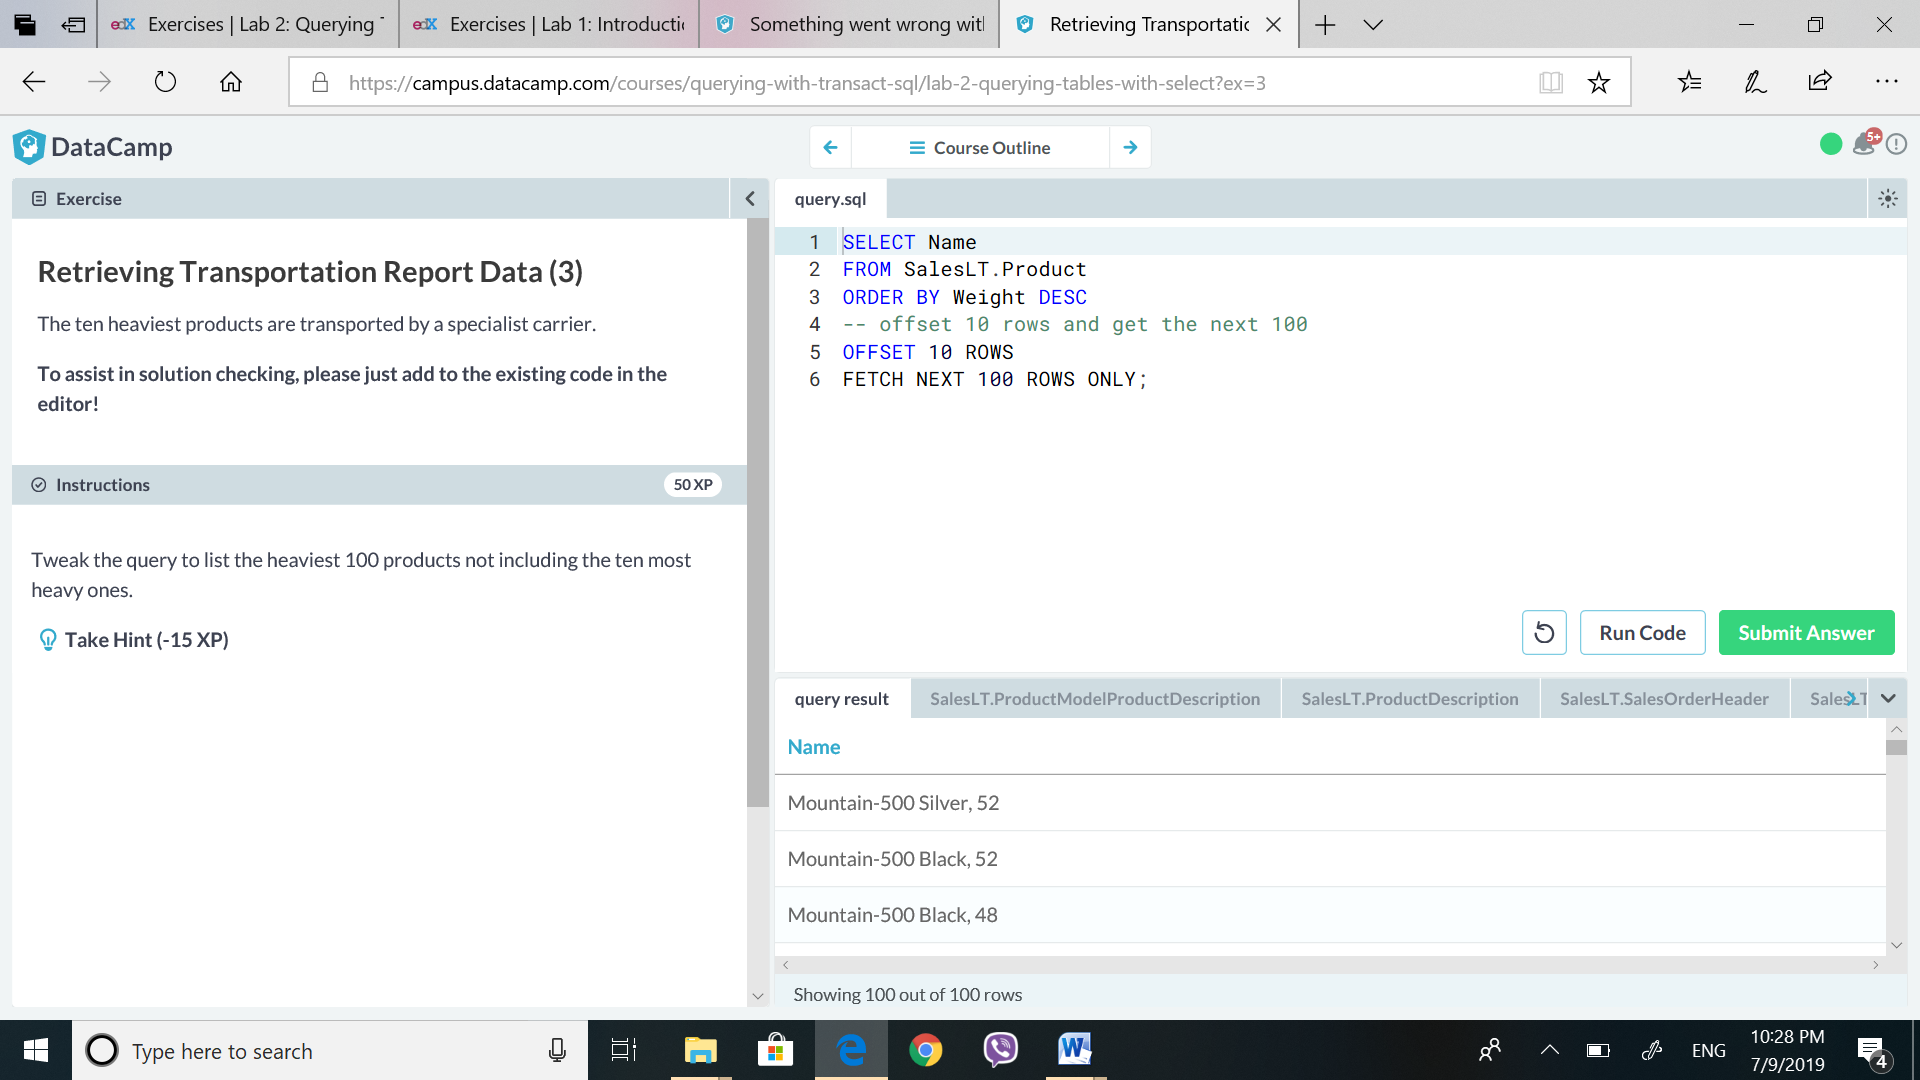 edX Exercises | Lab 2: Querying
edX Exercises | Lab 1: Introducti
Something went wrong wit
Retrieving Transportatic
https://campus.datacamp.com/courses/querying-with-transact-sql/lab-2-querying-tables-with-select?ex=3
DataCamp
Course Outline
5+
Exercise
Retrieving Transportation Report Data (3)
The ten heaviest products are transported by a specialist carrier.
To assist in solution checking, please just add to the existing code in the
editor!
Instructions
50 XP
Tweak the query to list the heaviest 100 products not including the ten most
heavy ones.
Take Hint (-15 XP)
query.sql
1 SELECT Name
2 FROM SalesLT.Product
3 ORDER BY Weight DESC
4 -- offset 10 rows and get the next 100
5 OFFSET 10 ROWS
6 FETCH NEXT 100 ROWS ONLY;
Run Code
Submit Answer
query result
SalesLT.ProductModelProductDescription
SalesLT.ProductDescription
SalesLT.SalesOrderHeader
SalesLT
Name
Mountain-500 Silver, 52
Mountain-500 Black, 52
Mountain-500 Black, 48
Showing 100 out of 100 rows
Type here to search
ENG
10:28 PM
7/9/2019
4